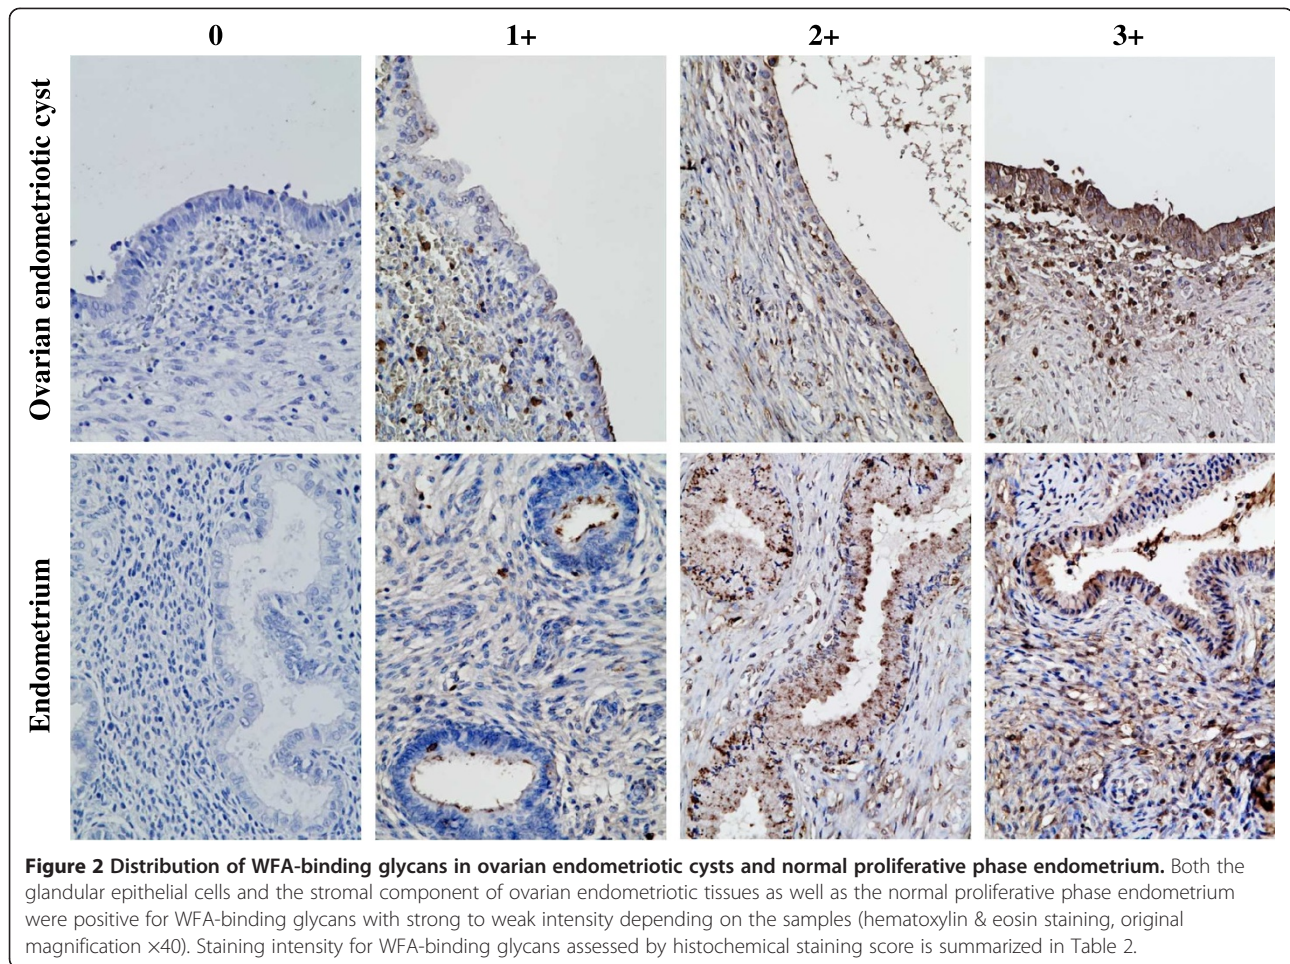 0 1+ 2+ 3+
Ovarian endometriotic cyst
Endometrium
Figure 2 Distribution of WFA-binding glycans in ovarian endometriotic cysts and normal proliferative phase endometrium. Both the
glandular epithelial cells and the stromal component of ovarian endometriotic tissues as well as the normal proliferative phase endometrium
were positive for WFA-binding glycans with strong to weak intensity depending on the samples (hematoxylin & eosin staining, original
magnification ×40). Staining intensity for WFA-binding glycans assessed by histochemical staining score is summarized in Table 2.